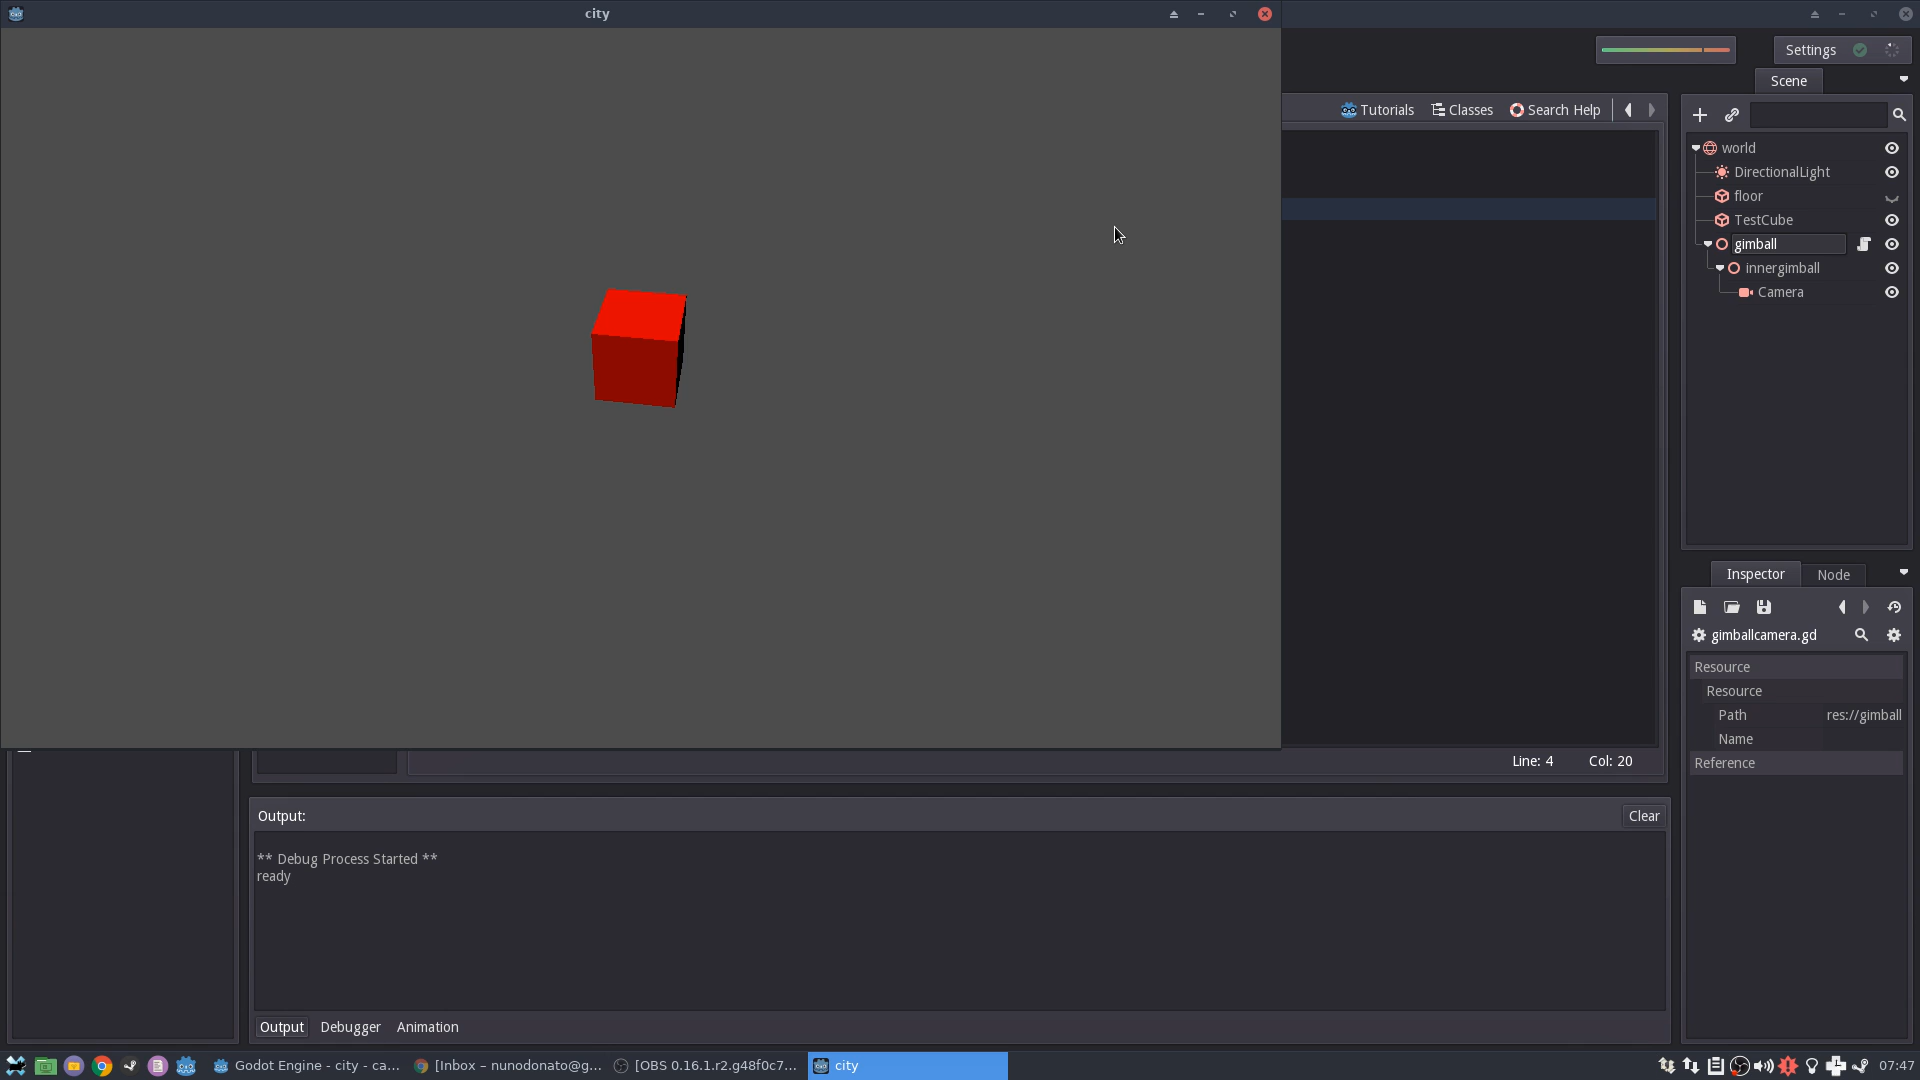 city
Settings
Scene
Tutorials Classes Search Help
world
DirectionalLight
floor
TestCube
gimball
innergimball
Camera
Inspector Node
gimballcamera.gd
Resource
Resource
Path res://gimball
Name
Reference
Line: 4 Col: 20
Output: Clear
** Debug Process Started **
ready
Output Debugger Animation
Godot Engine - city - ca...
[Inbox – nunodonato@g...
[OBS 0.16.1.r2.g48f0c7...
city
07:47